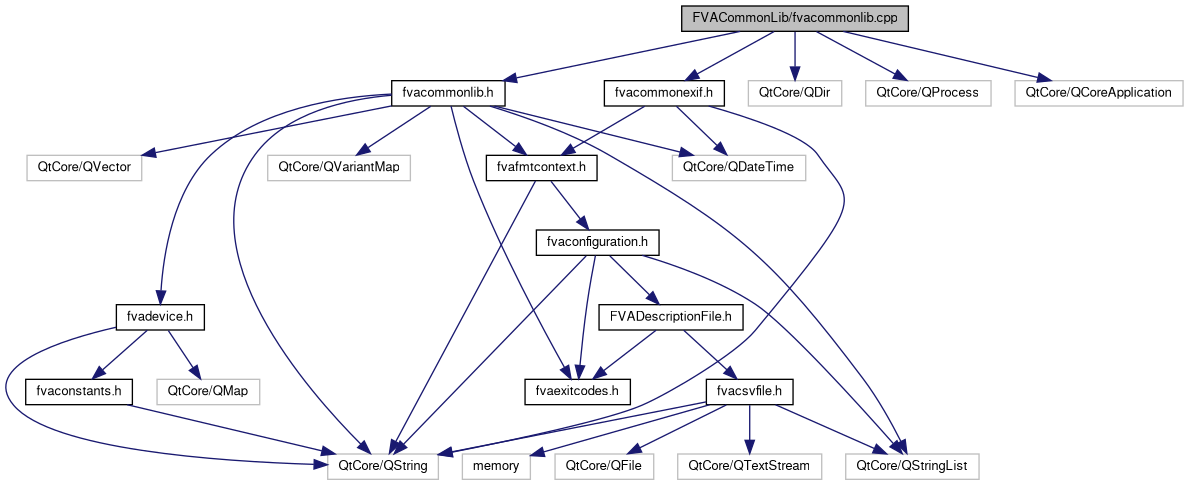 FVACommonLib/fvacommonlib.cpp
fvacommonlib.h
fvacommonexif.h
QtCore/QDir
QtCore/QProcess
QtCore/QCoreApplication
QtCore/QVector
QtCore/QVariantMap
fvafmtcontext.h
QtCore/QDateTime
fvaconfiguration.h
fvadevice.h
FVADescriptionFile.h
fvaconstants.h
QtCore/QMap
fvaexitcodes.h
fvacsvfile.h
QtCore/QString
memory
QtCore/QFile
QtCore/QTextStream
QtCore/QStringList